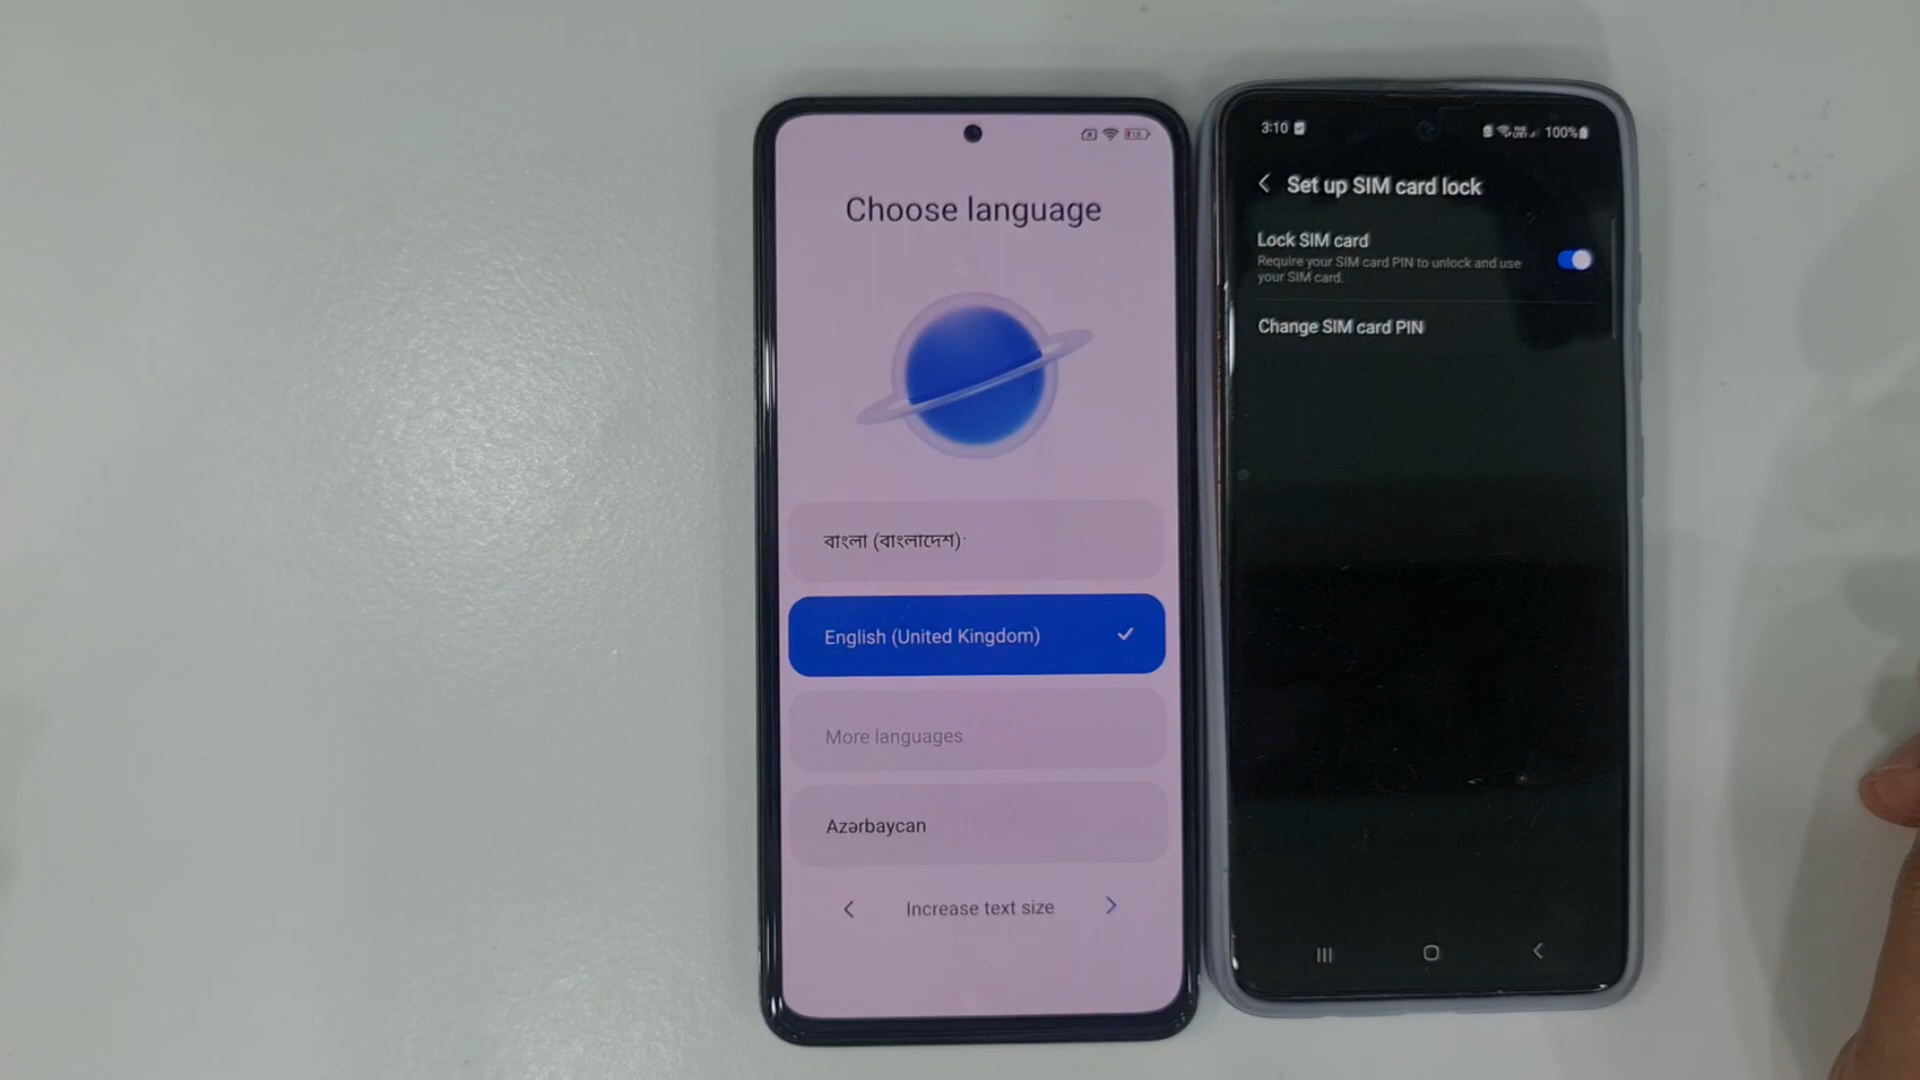 Choose language
বাংলা (বাংলাদেশ)
English (United Kingdom)
More languages
Azərbaycan
Increase text size
3:10
100%
Set up SIM card lock
Lock SIM card
Require your SIM card PIN to unlock and use
your SIM card.
Change SIM card PIN